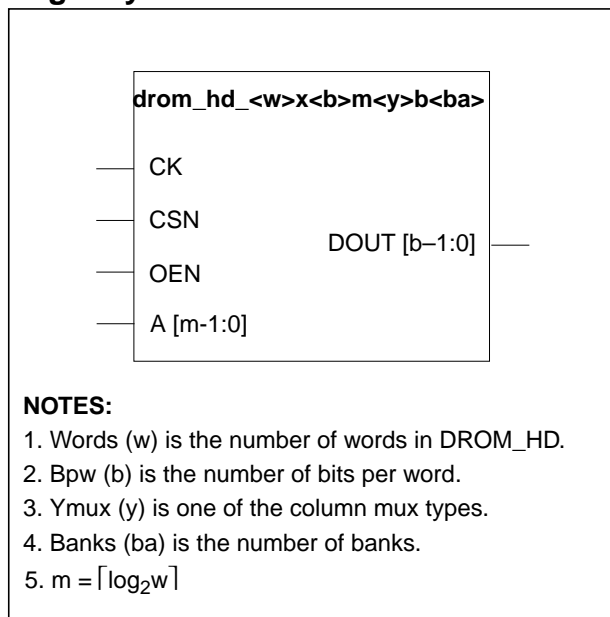 drom_hd_<w>x<b>m<y>b<ba>
CK
CSN
OEN
A [m-1:0]
DOUT [b–1:0]
NOTES:
1. Words (w) is the number of words in DROM_HD.
2. Bpw (b) is the number of bits per word.
3. Ymux (y) is one of the column mux types.
4. Banks (ba) is the number of banks.
5. m = ⌈log₂w⌉